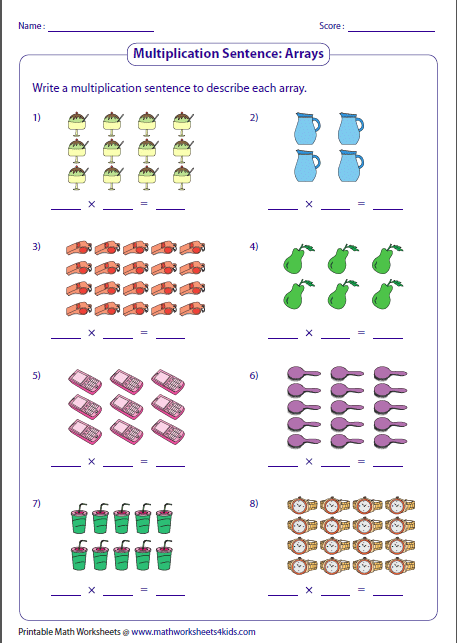 Name : ____________________ Score : ________________
Multiplication Sentence: Arrays
Write a multiplication sentence to describe each array.
1) 2)
____ × ____ = ____ ____ × ____ = ____
3) 4)
____ × ____ = ____ ____ × ____ = ____
5) 6)
____ × ____ = ____ ____ × ____ = ____
7) 8)
____ × ____ = ____ ____ × ____ = ____
Printable Math Worksheets @ www.mathworksheets4kids.com